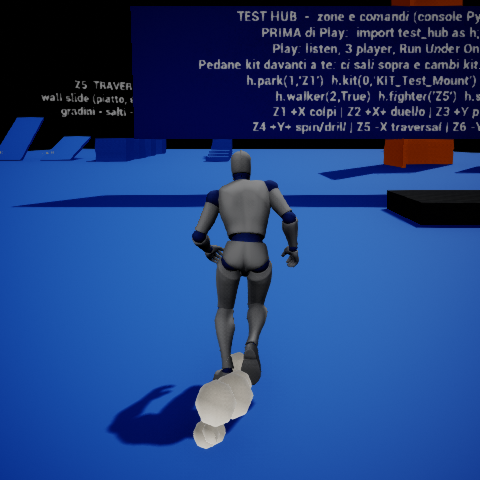 TEST HUB - zone e comandi (console Py
PRIMA di Play: import test_hub as h,
Play: listen, 3 player, Run Under On
Pedane kit davanti a te: ci sali sopra e cambi kit.
h.park(1,'Z1') h.kit(0,'KIT_Test_Mount')
h.walker(2,True) h.fighter('Z5') h.s
Z1 +X colpi | Z2 +X+ duello | Z3 +Y p
Z4 +Y+ spin/drill | Z5 -X traversal | Z6 -Y
Z5 TRAVER
wall slide (piatto,
gradini - salti -